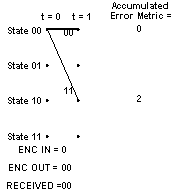 Accumulated
t = 0 t = 1 Error Metric =
State 00 00 0
State 01
11
State 10 2
State 11
ENC IN = 0
ENC OUT = 00
RECEIVED =00